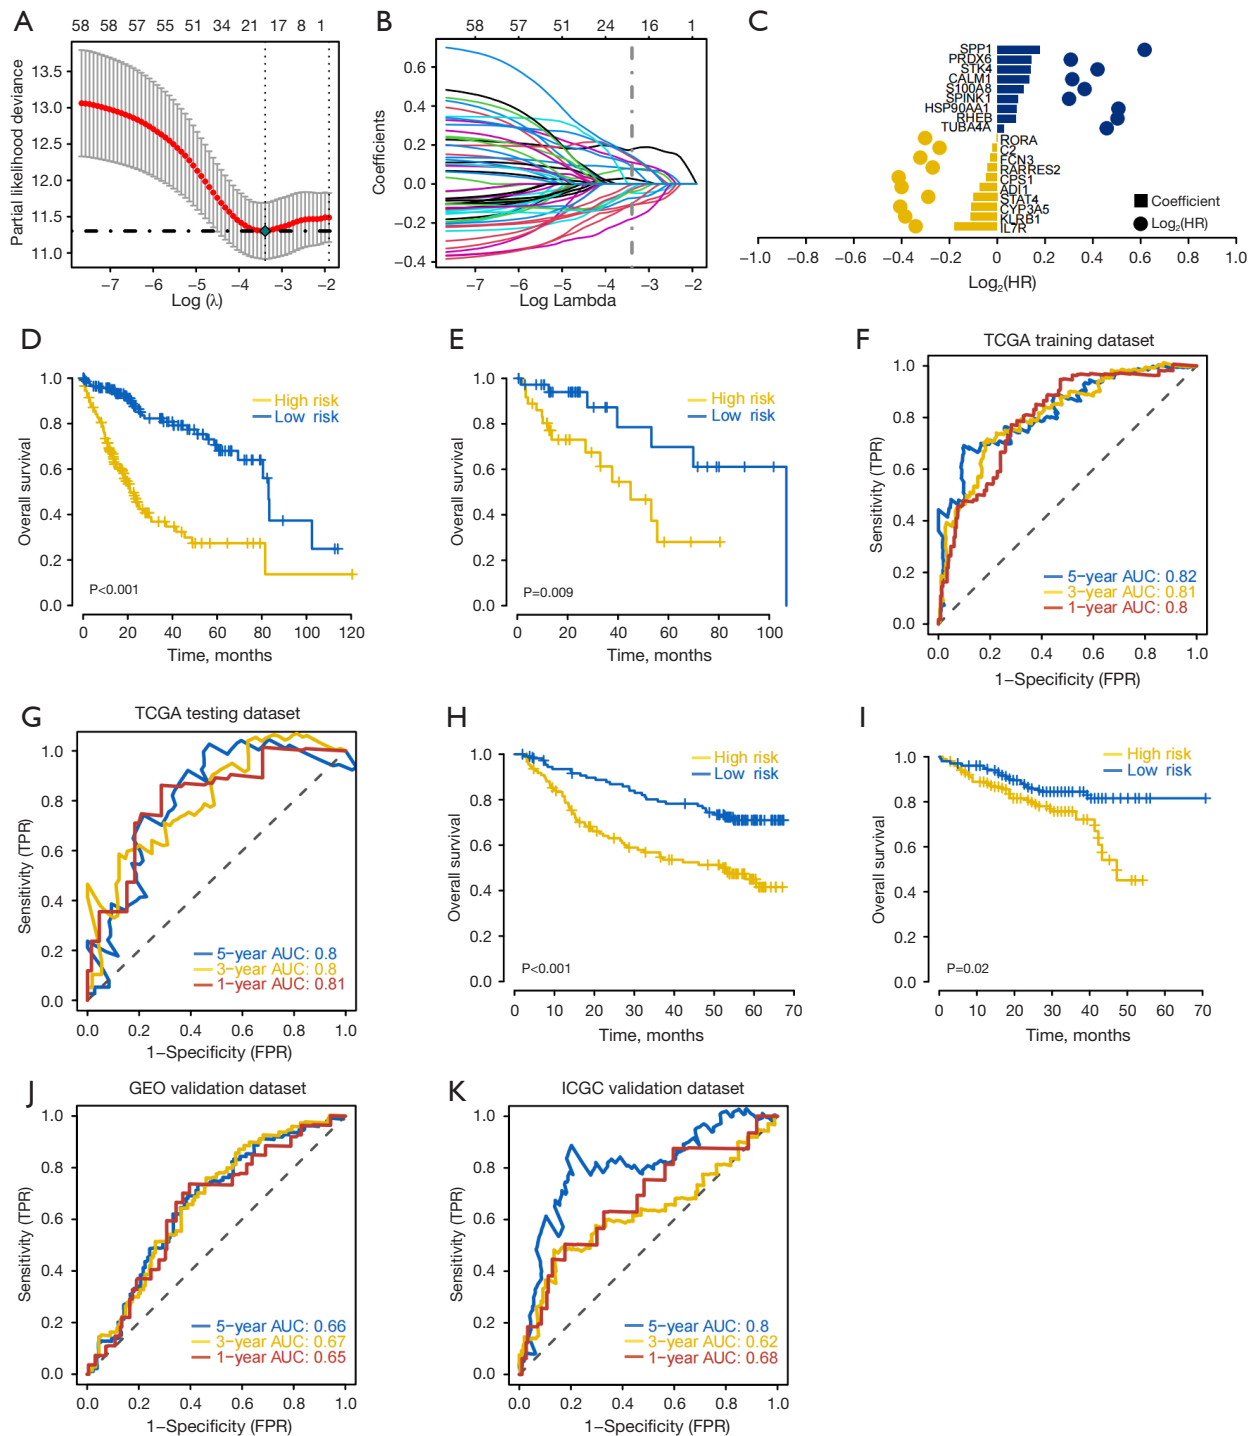 A
58 58 57 55 51 34 21 17 8 1
Partial likelihood deviance
13.5
13.0
12.5
12.0
11.5
11.0
−7 −6 −5 −4 −3 −2
Log (λ)
B
58 57 51 24 16 1
Coefficients
0.6
0.4
0.2
0.0
−0.2
−0.4
−7 −6 −5 −4 −3 −2
Log Lambda
C
SPP1
PRDX6
STK4
CALM1
S100A8
SPINK1
HSP90AA1
RHEB
TUBA4A
RORA
C2
FCN3
RARRES2
CPS1
ADI1
STAT4
CYP3A5
KLRB1
IL7R
Coefficient
Log2(HR)
−1.0 −0.8 −0.6 −0.4 −0.2 0 0.2 0.4 0.6 0.8 1.0
Log2(HR)
D
Overall survival
1.0
0.8
0.6
0.4
0.2
0.0
High risk
Low risk
P<0.001
0 20 40 60 80 100 120
Time, months
E
Overall survival
1.0
0.8
0.6
0.4
0.2
0.0
High risk
Low risk
P=0.009
0 20 40 60 80 100
Time, months
F
TCGA training dataset
Sensitivity (TPR)
1.0
0.8
0.6
0.4
0.2
0.0
5−year AUC: 0.82
3−year AUC: 0.81
1−year AUC: 0.8
0.0 0.2 0.4 0.6 0.8 1.0
1−Specificity (FPR)
G
TCGA testing dataset
Sensitivity (TPR)
1.0
0.8
0.6
0.4
0.2
0.0
5−year AUC: 0.8
3−year AUC: 0.8
1−year AUC: 0.81
0.0 0.2 0.4 0.6 0.8 1.0
1−Specificity (FPR)
H
Overall survival
1.0
0.8
0.6
0.4
0.2
0.0
High risk
Low risk
P<0.001
0 10 20 30 40 50 60 70
Time, months
I
Overall survival
1.0
0.8
0.6
0.4
0.2
0.0
High risk
Low risk
P=0.02
0 10 20 30 40 50 60 70
Time, months
J
GEO validation dataset
Sensitivity (TPR)
1.0
0.8
0.6
0.4
0.2
0.0
5−year AUC: 0.66
3−year AUC: 0.67
1−year AUC: 0.65
0.0 0.2 0.4 0.6 0.8 1.0
1−Specificity (FPR)
K
ICGC validation dataset
Sensitivity (TPR)
1.0
0.8
0.6
0.4
0.2
0.0
5−year AUC: 0.8
3−year AUC: 0.62
1−year AUC: 0.68
0.0 0.2 0.4 0.6 0.8 1.0
1−Specificity (FPR)